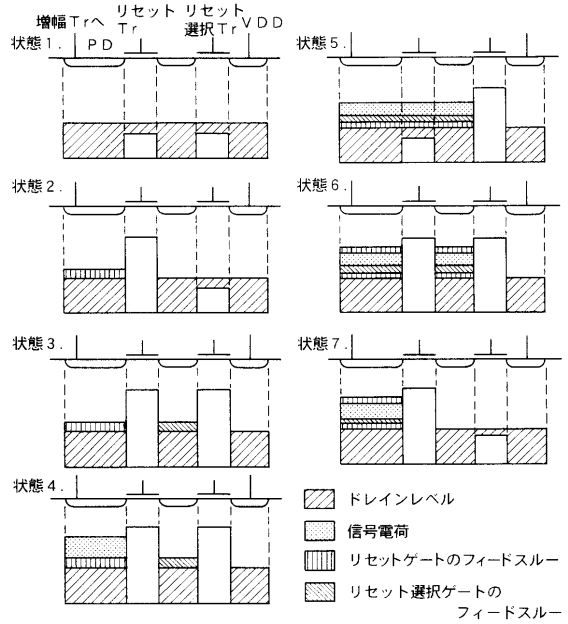 増幅Trへ リセット リセット
Tr 選択Tr VDD
状態1.
PD
状態2.
状態3.
状態4.
状態5.
状態6.
状態7.
ドレインレベル
信号電荷
リセットゲートのフィードスルー
リセット選択ゲートの
フィードスルー